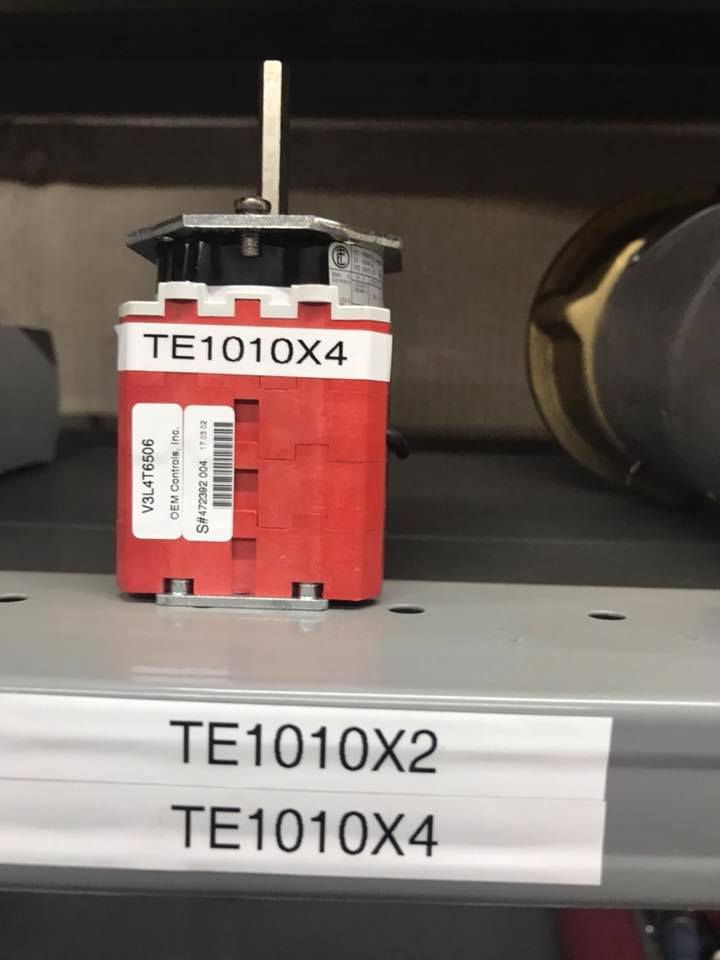 TE1010X4
V3L4T6506
OEM Controls, Inc.
S#472392 004 17.03.02
TE1010X2
TE1010X4